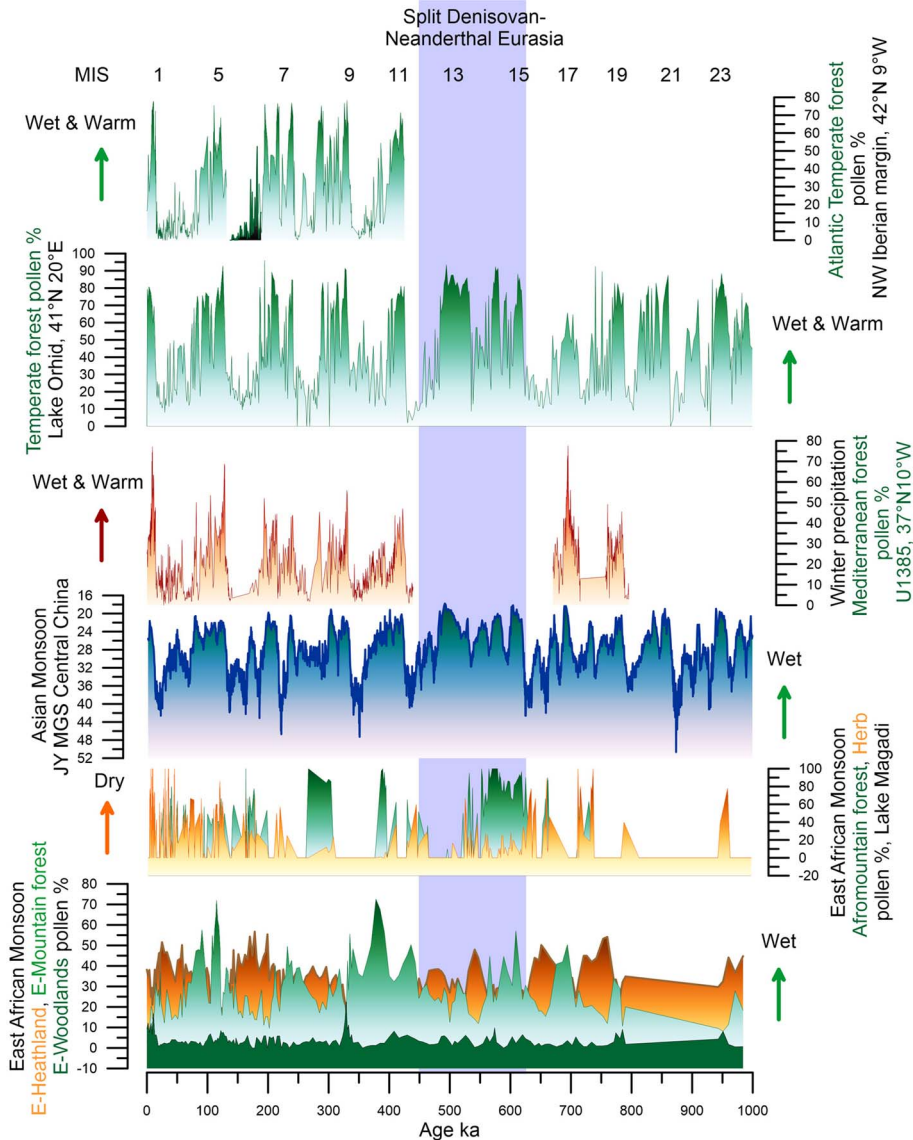 Split Denisovan-
Neanderthal Eurasia
MIS 1 5 7 9 11 13 15 17 19 21 23
Wet & Warm
80
70
60
50
40
30
20
10
0
Atlantic Temperate forest
pollen %
NW Iberian margin, 42°N 9°W
Temperate forest pollen %
Lake Orhid, 41°N 20°E
100
90
80
70
60
50
40
30
20
10
0
Wet & Warm
Wet & Warm
80
70
60
50
40
30
20
10
0
Winter precipitation
Mediterranean forest
pollen %
U1385, 37°N10°W
Asian Monsoon
JY MGS Central China
16
20
24
28
32
36
40
44
48
52
Wet
Dry
100
80
60
40
20
0
-20
East African Monsoon
Afromountain forest, Herb
pollen %, Lake Magadi
East African Monsoon
E-Heathland, E-Mountain forest
E-Woodlands pollen %
80
70
60
50
40
30
20
10
0
-10
Wet
0 100 200 300 400 500 600 700 800 900 1000
Age ka